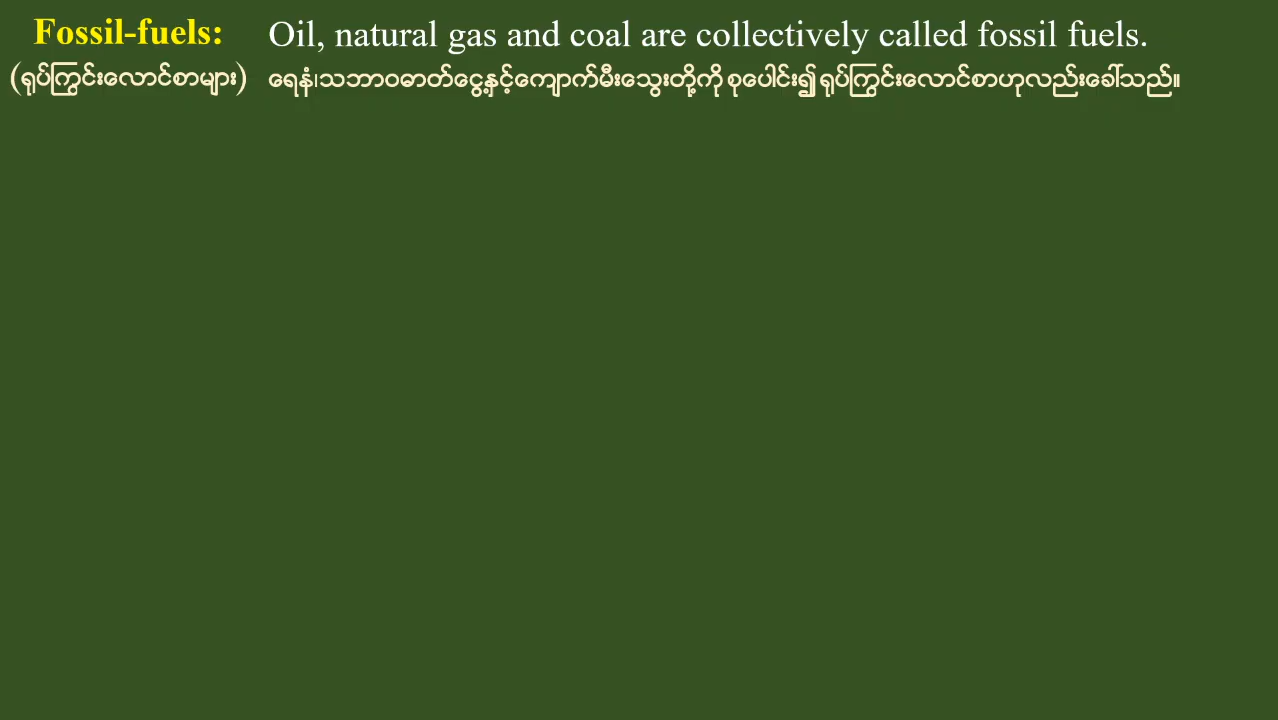 Fossil-fuels: Oil, natural gas and coal are collectively called fossil fuels.
(ရုပ်ကြွင်းလောင်စာများ) ရေနံ၊သဘာဝဓာတ်ငွေ့နှင့်ကျောက်မီးသွေးတို့ကို စုပေါင်း၍ ရုပ်ကြွင်းလောင်စာဟုလည်းခေါ်သည်။